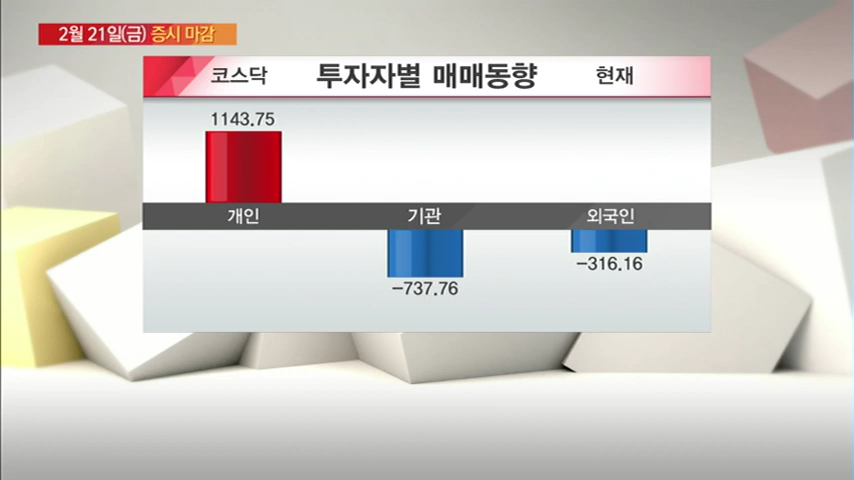 2월 21일(금) 증시 마감
코스닥 투자자별 매매동향 현재
1143.75
개인 기관 외국인
-737.76
-316.16